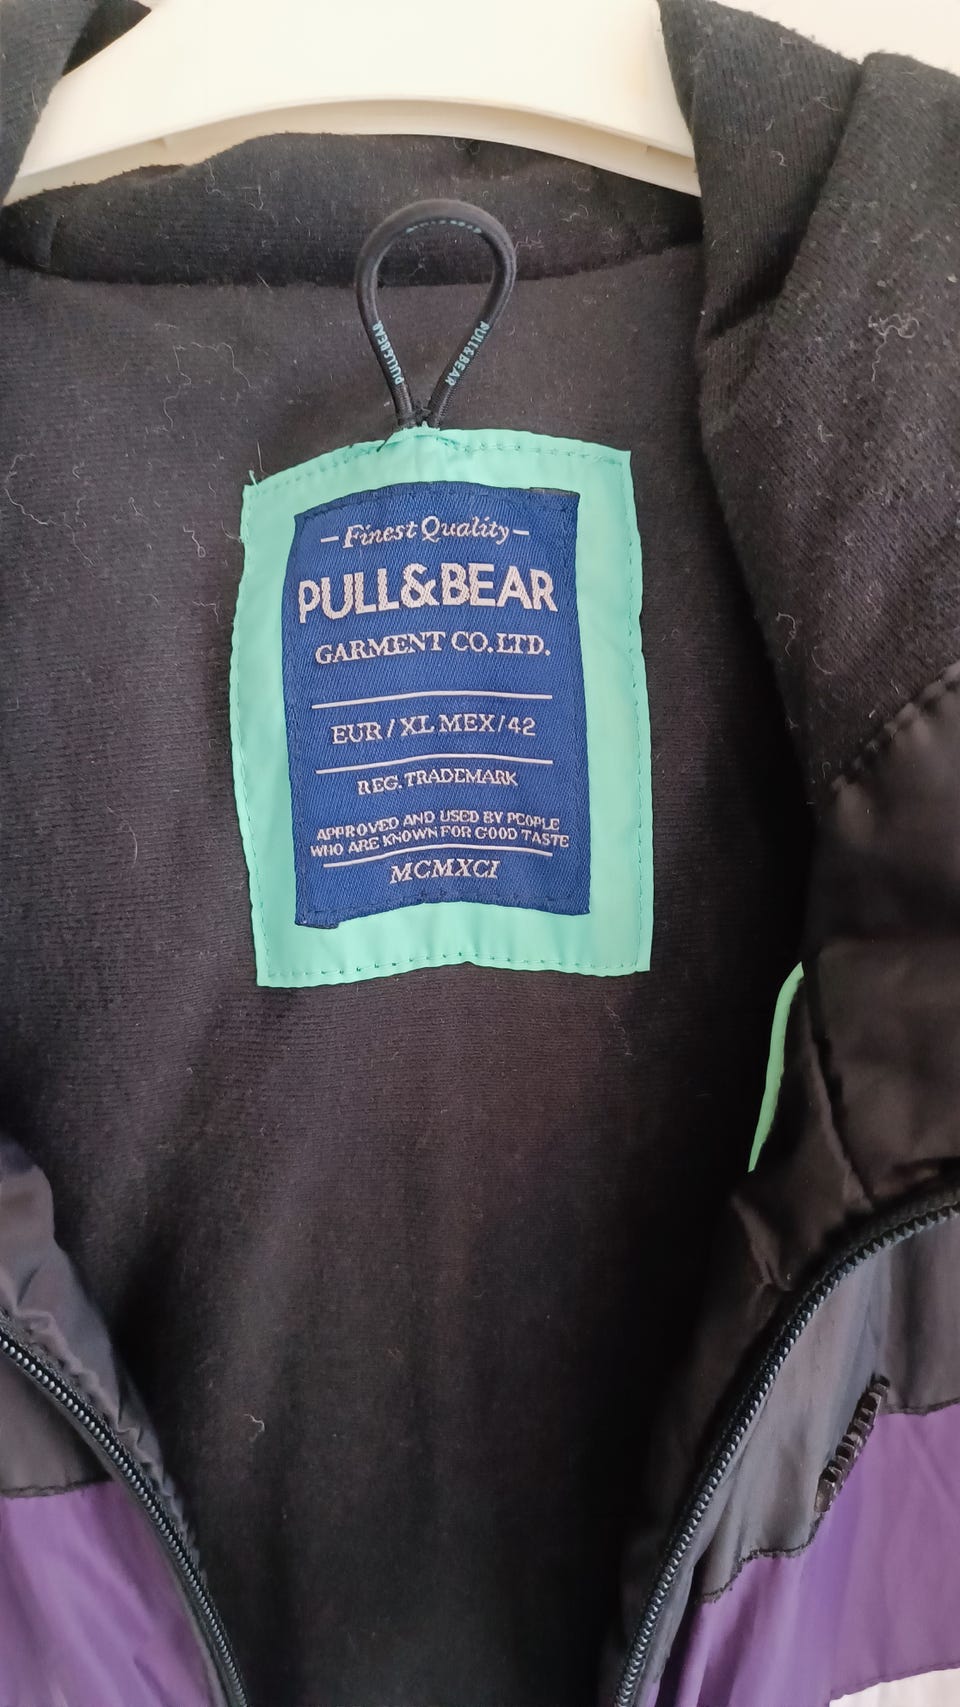 PULL&BEAR
PULL&BEAR
–Finest Quality–
PULL&BEAR
GARMENT CO.LTD.
EUR / XL MEX/42
REG. TRADEMARK
APPROVED AND USED BY PEOPLE
WHO ARE KNOWN FOR GOOD TASTE
MCMXCI